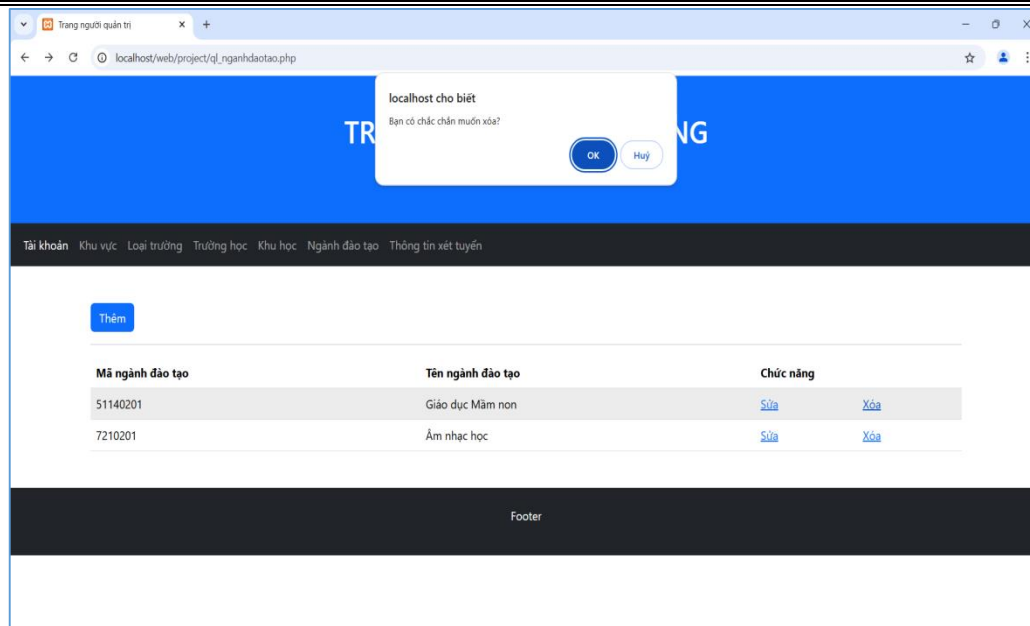 Trang người quản trị
localhost/web/project/ql_nganhdaotao.php
localhost cho biết
Bạn có chắc chắn muốn xóa?
OK Huỷ
Tài khoản Khu vực Loại trường Trường học Khu học Ngành đào tạo Thông tin xét tuyển
Thêm
Mã ngành đào tạo Tên ngành đào tạo Chức năng
51140201 Giáo dục Mầm non Sửa Xóa
7210201 Âm nhạc học Sửa Xóa
Footer